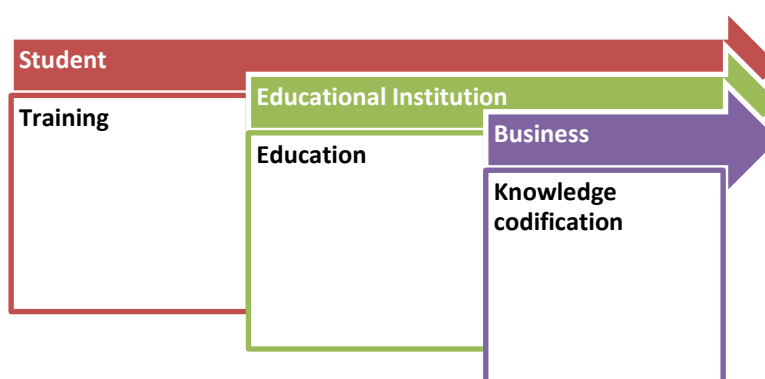 Student
Training
Educational Institution
Education
Business
Knowledge
codification